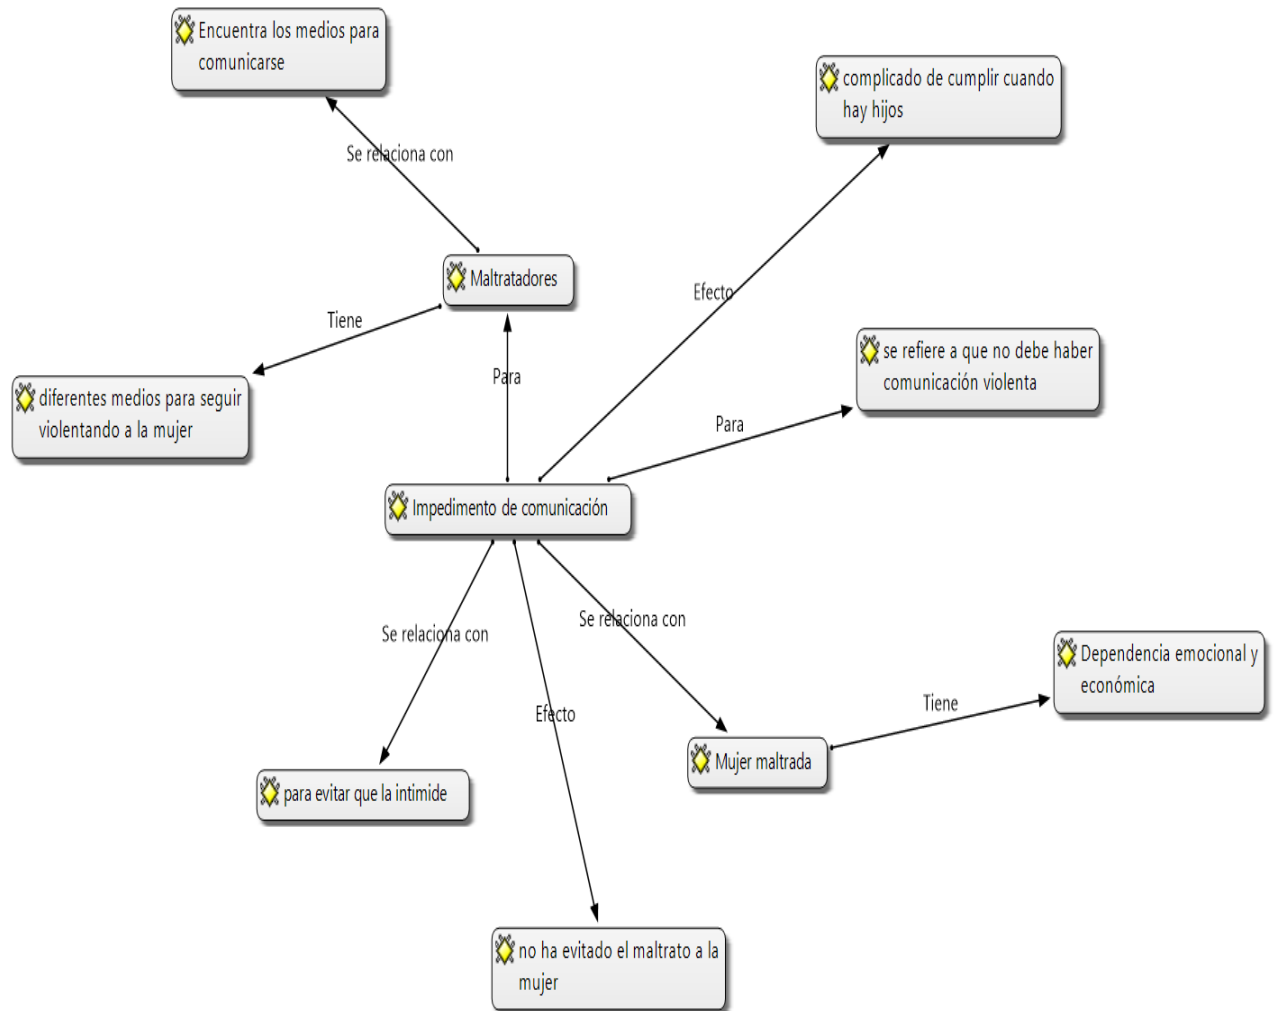 Encuentra los medios para
comunicarse
complicado de cumplir cuando
hay hijos
Se relaciona con
Maltratadores
Efecto
Tiene
diferentes medios para seguir
violentando a la mujer
Para
se refiere a que no debe haber
comunicación violenta
Para
Impedimento de comunicación
Se relaciona con
Se relaciona con
Efecto
Mujer maltrada
Tiene
Dependencia emocional y
económica
para evitar que la intimide
no ha evitado el maltrato a la
mujer